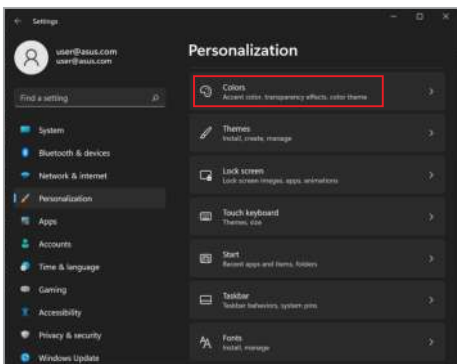 Settings
user@asus.com
user@asus.com
Find a setting
System
Bluetooth & devices
Network & internet
Personalization
Apps
Accounts
Time & language
Gaming
Accessibility
Privacy & security
Windows Update
Personalization
Colors
Accent color, transparency effects, color theme
Themes
Install, create, manage
Lock screen
Lock screen images, apps, animations
Touch keyboard
Themes, size
Start
Recent apps and items, folders
Taskbar
Taskbar behaviors, system pins
Fonts
Install, manage